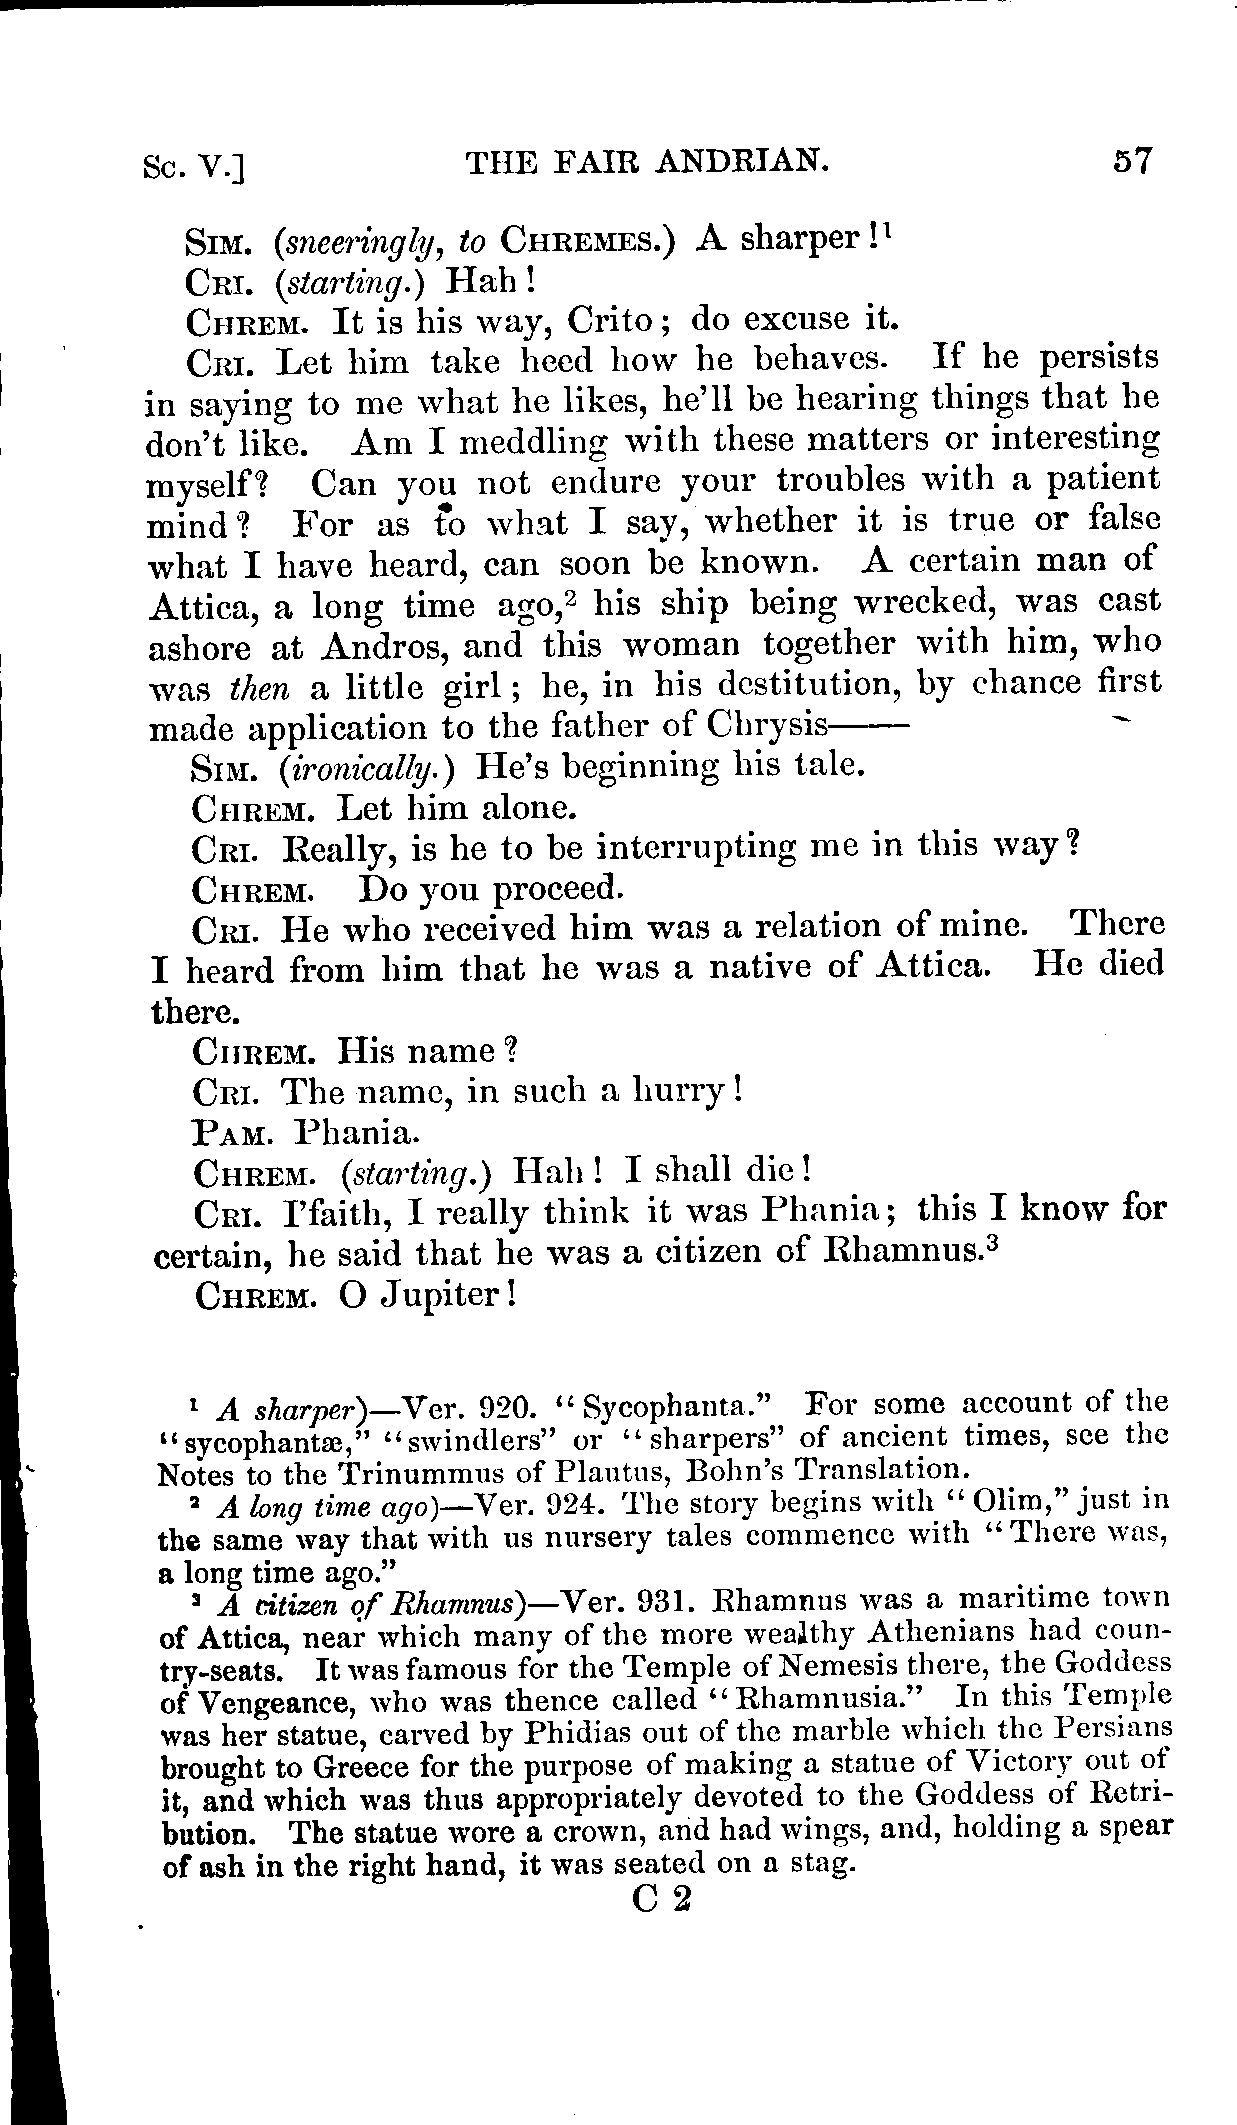 Sc. V.] THE FAIR ANDRIAN. 57
SIM. (sneeringly, to CHREMES.) A sharper!¹
CRI. (starting.) Hah!
CHREM. It is his way, Crito; do excuse it.
CRI. Let him take heed how he behaves. If he persists
in saying to me what he likes, he'll be hearing things that he
don't like. Am I meddling with these matters or interesting
myself? Can you not endure your troubles with a patient
mind? For as to what I say, whether it is true or false
what I have heard, can soon be known. A certain man of
Attica, a long time ago,² his ship being wrecked, was cast
ashore at Andros, and this woman together with him, who
was then a little girl; he, in his destitution, by chance first
made application to the father of Chrysis——
SIM. (ironically.) He's beginning his tale.
CHREM. Let him alone.
CRI. Really, is he to be interrupting me in this way?
CHREM. Do you proceed.
CRI. He who received him was a relation of mine. There
I heard from him that he was a native of Attica. He died
there.
CHREM. His name?
CRI. The name, in such a hurry!
PAM. Phania.
CHREM. (starting.) Hah! I shall die!
CRI. I'faith, I really think it was Phania; this I know for
certain, he said that he was a citizen of Rhamnus.³
CHREM. O Jupiter!
¹ A sharper)—Ver. 920. "Sycophanta." For some account of the
"sycophantæ," "swindlers" or "sharpers" of ancient times, see the
Notes to the Trinummus of Plautus, Bohn's Translation.
² A long time ago)—Ver. 924. The story begins with "Olim," just in
the same way that with us nursery tales commence with "There was,
a long time ago."
³ A citizen of Rhamnus)—Ver. 931. Rhamnus was a maritime town
of Attica, near which many of the more wealthy Athenians had coun-
try-seats. It was famous for the Temple of Nemesis there, the Goddess
of Vengeance, who was thence called "Rhamnusia." In this Temple
was her statue, carved by Phidias out of the marble which the Persians
brought to Greece for the purpose of making a statue of Victory out of
it, and which was thus appropriately devoted to the Goddess of Retri-
bution. The statue wore a crown, and had wings, and, holding a spear
of ash in the right hand, it was seated on a stag.
C 2